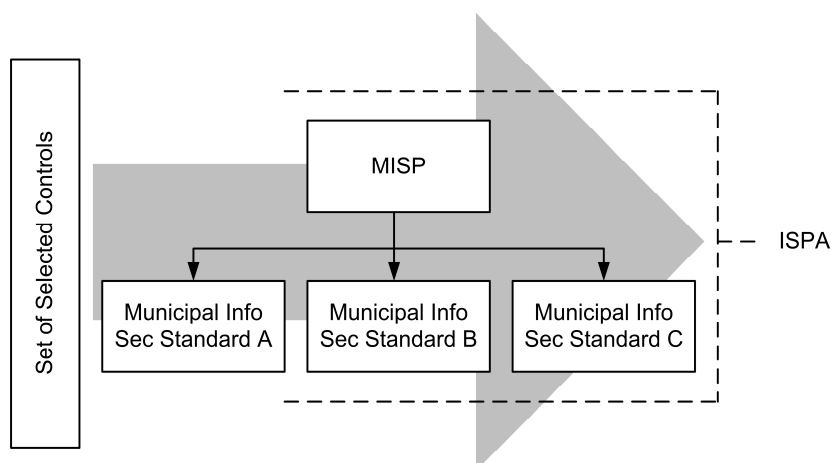 Set of Selected Controls
MISP
ISPA
Municipal Info
Sec Standard A
Municipal Info
Sec Standard B
Municipal Info
Sec Standard C